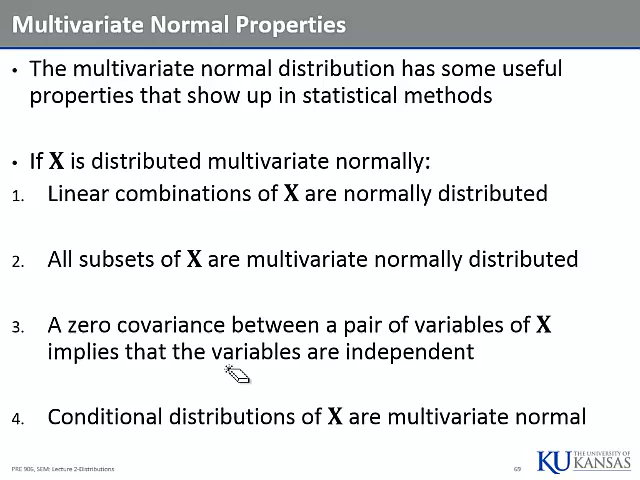 Multivariate Normal Properties
• The multivariate normal distribution has some useful
properties that show up in statistical methods
• If X is distributed multivariate normally:
1. Linear combinations of X are normally distributed
2. All subsets of X are multivariate normally distributed
3. A zero covariance between a pair of variables of X
implies that the variables are independent
4. Conditional distributions of X are multivariate normal
PRE 906, SEM: Lecture 2-Distributions
69
KU THE UNIVERSITY OF
KANSAS